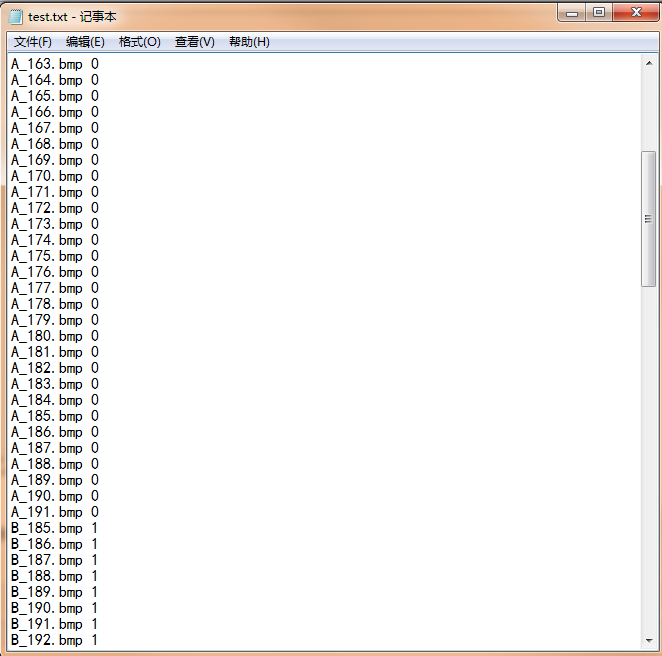 test.txt - 记事本
文件(F) 编辑(E) 格式(O) 查看(V) 帮助(H)
A_163.bmp 0
A_164.bmp 0
A_165.bmp 0
A_166.bmp 0
A_167.bmp 0
A_168.bmp 0
A_169.bmp 0
A_170.bmp 0
A_171.bmp 0
A_172.bmp 0
A_173.bmp 0
A_174.bmp 0
A_175.bmp 0
A_176.bmp 0
A_177.bmp 0
A_178.bmp 0
A_179.bmp 0
A_180.bmp 0
A_181.bmp 0
A_182.bmp 0
A_183.bmp 0
A_184.bmp 0
A_185.bmp 0
A_186.bmp 0
A_187.bmp 0
A_188.bmp 0
A_189.bmp 0
A_190.bmp 0
A_191.bmp 0
B_185.bmp 1
B_186.bmp 1
B_187.bmp 1
B_188.bmp 1
B_189.bmp 1
B_190.bmp 1
B_191.bmp 1
B_192.bmp 1